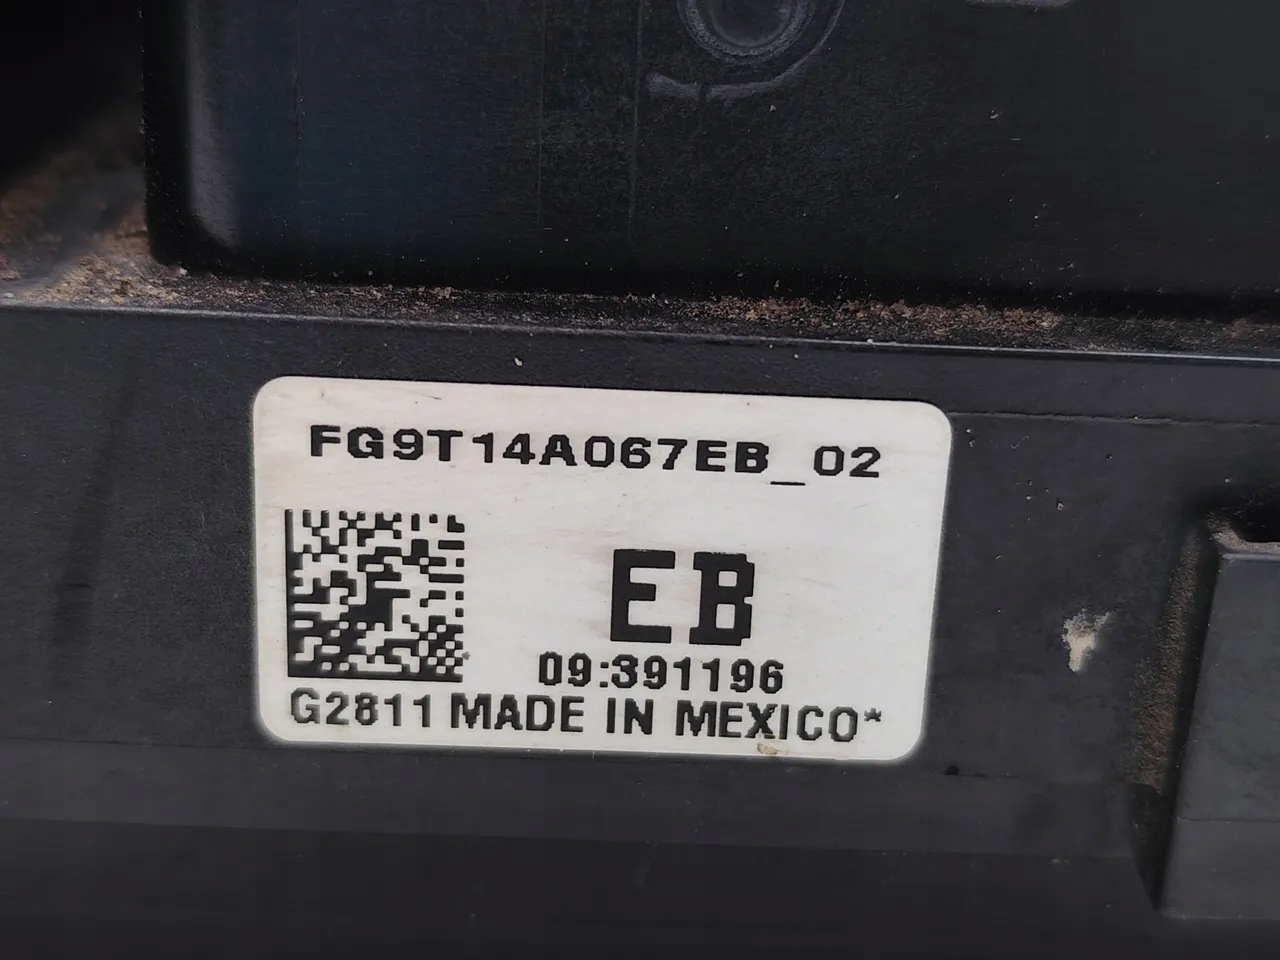 FG9T14A067EB_02
EB
09:391196
G2811 MADE IN MEXICO*